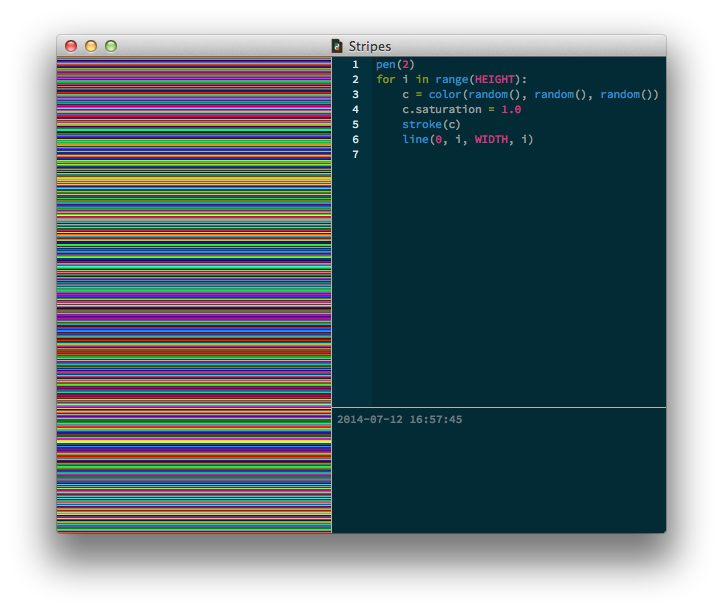 Stripes
1 pen(2)
2 for i in range(HEIGHT):
3     c = color(random(), random(), random())
4     c.saturation = 1.0
5     stroke(c)
6     line(0, i, WIDTH, i)
7
2014-07-12 16:57:45